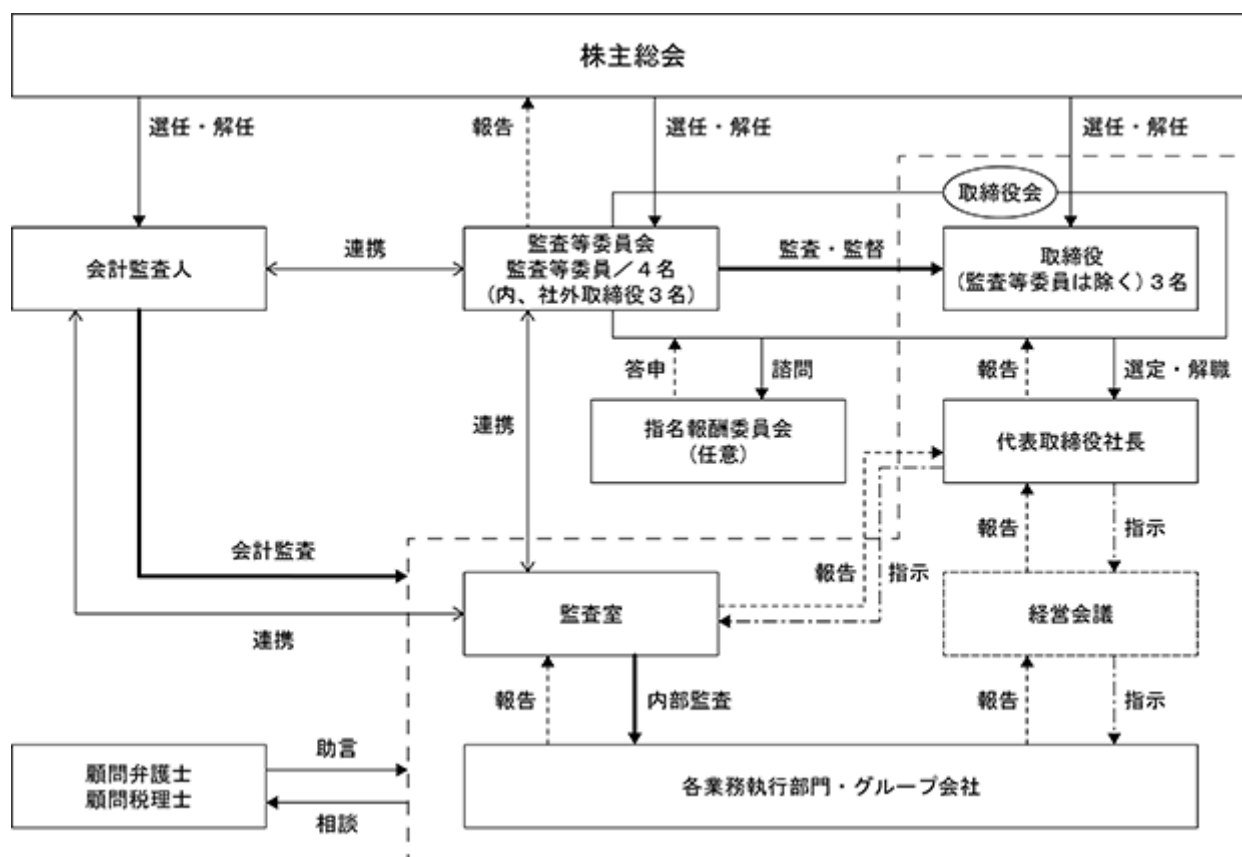 株主総会
選任・解任
報告
選任・解任
選任・解任
取締役会
会計監査人
連携
監査等委員会
監査等委員／４名
(内、社外取締役３名)
監査・監督
取締役
(監査等委員は除く)３名
答申
諮問
報告
選定・解職
連携
指名報酬委員会
(任意)
代表取締役社長
報告
指示
会計監査
報告
指示
監査室
経営会議
連携
報告
内部監査
報告
指示
助言
顧問弁護士
顧問税理士
相談
各業務執行部門・グループ会社